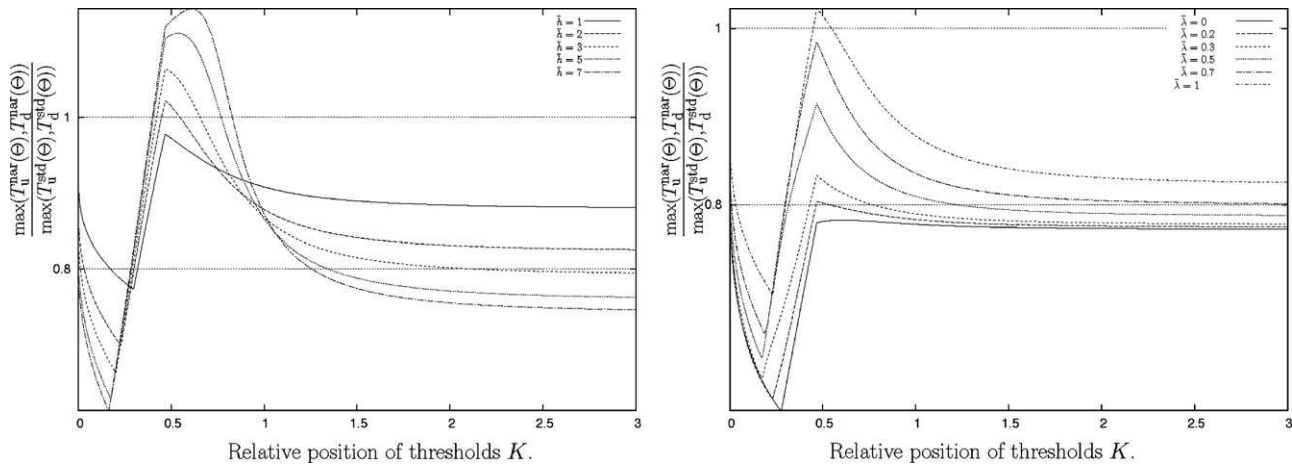 max(T_u^nar(Θ),T_d^nar(Θ))
max(T_u^std(Θ),T_d^std(Θ))
1
0.8
0
0.5
1
1.5
2
2.5
3
h̄ = 1
h̄ = 2
h̄ = 3
h̄ = 5
h̄ = 7
Relative position of thresholds K.
max(T_u^nar(Θ),T_d^nar(Θ))
max(T_u^std(Θ),T_d^std(Θ))
1
0.8
0
0.5
1
1.5
2
2.5
3
λ̄ = 0
λ̄ = 0.2
λ̄ = 0.3
λ̄ = 0.5
λ̄ = 0.7
λ̄ = 1
Relative position of thresholds K.